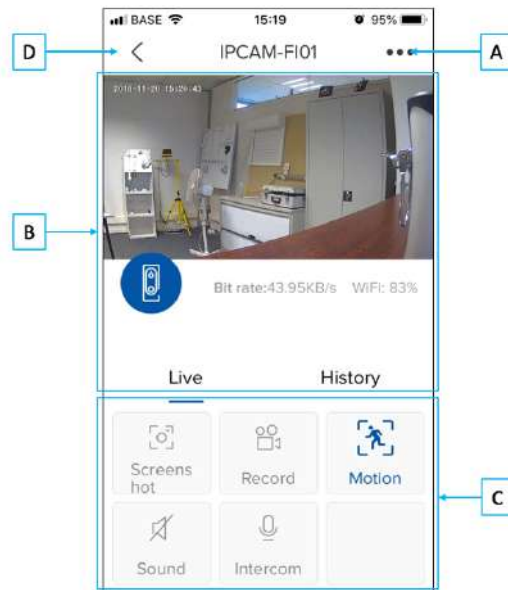 BASE 15:19 95%
D IPCAM-FI01 A
B
Bit rate:43.95KB/s WiFi: 83%
Live History
Screens
hot
Record Motion
C
Sound Intercom